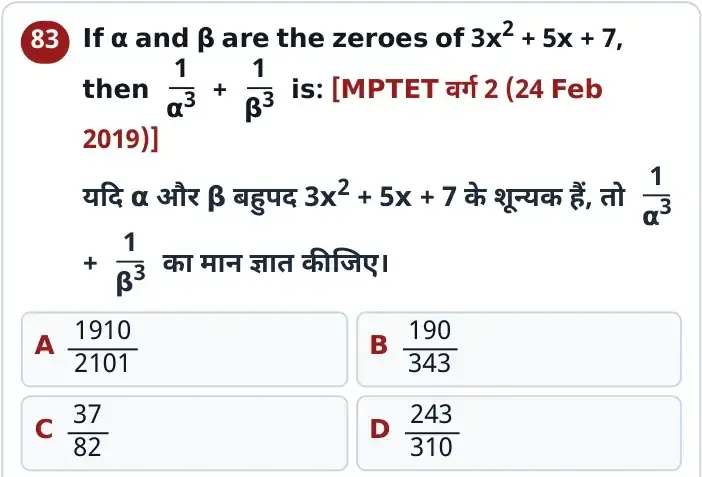 83 If α and β are the zeroes of 3x² + 5x + 7,
then 1/α³ + 1/β³ is: [MPTET वर्ग 2 (24 Feb
2019)]
यदि α और β बहुपद 3x² + 5x + 7 के शून्यक हैं, तो 1/α³
+ 1/β³ का मान ज्ञात कीजिए।
A 1910/2101
B 190/343
C 37/82
D 243/310